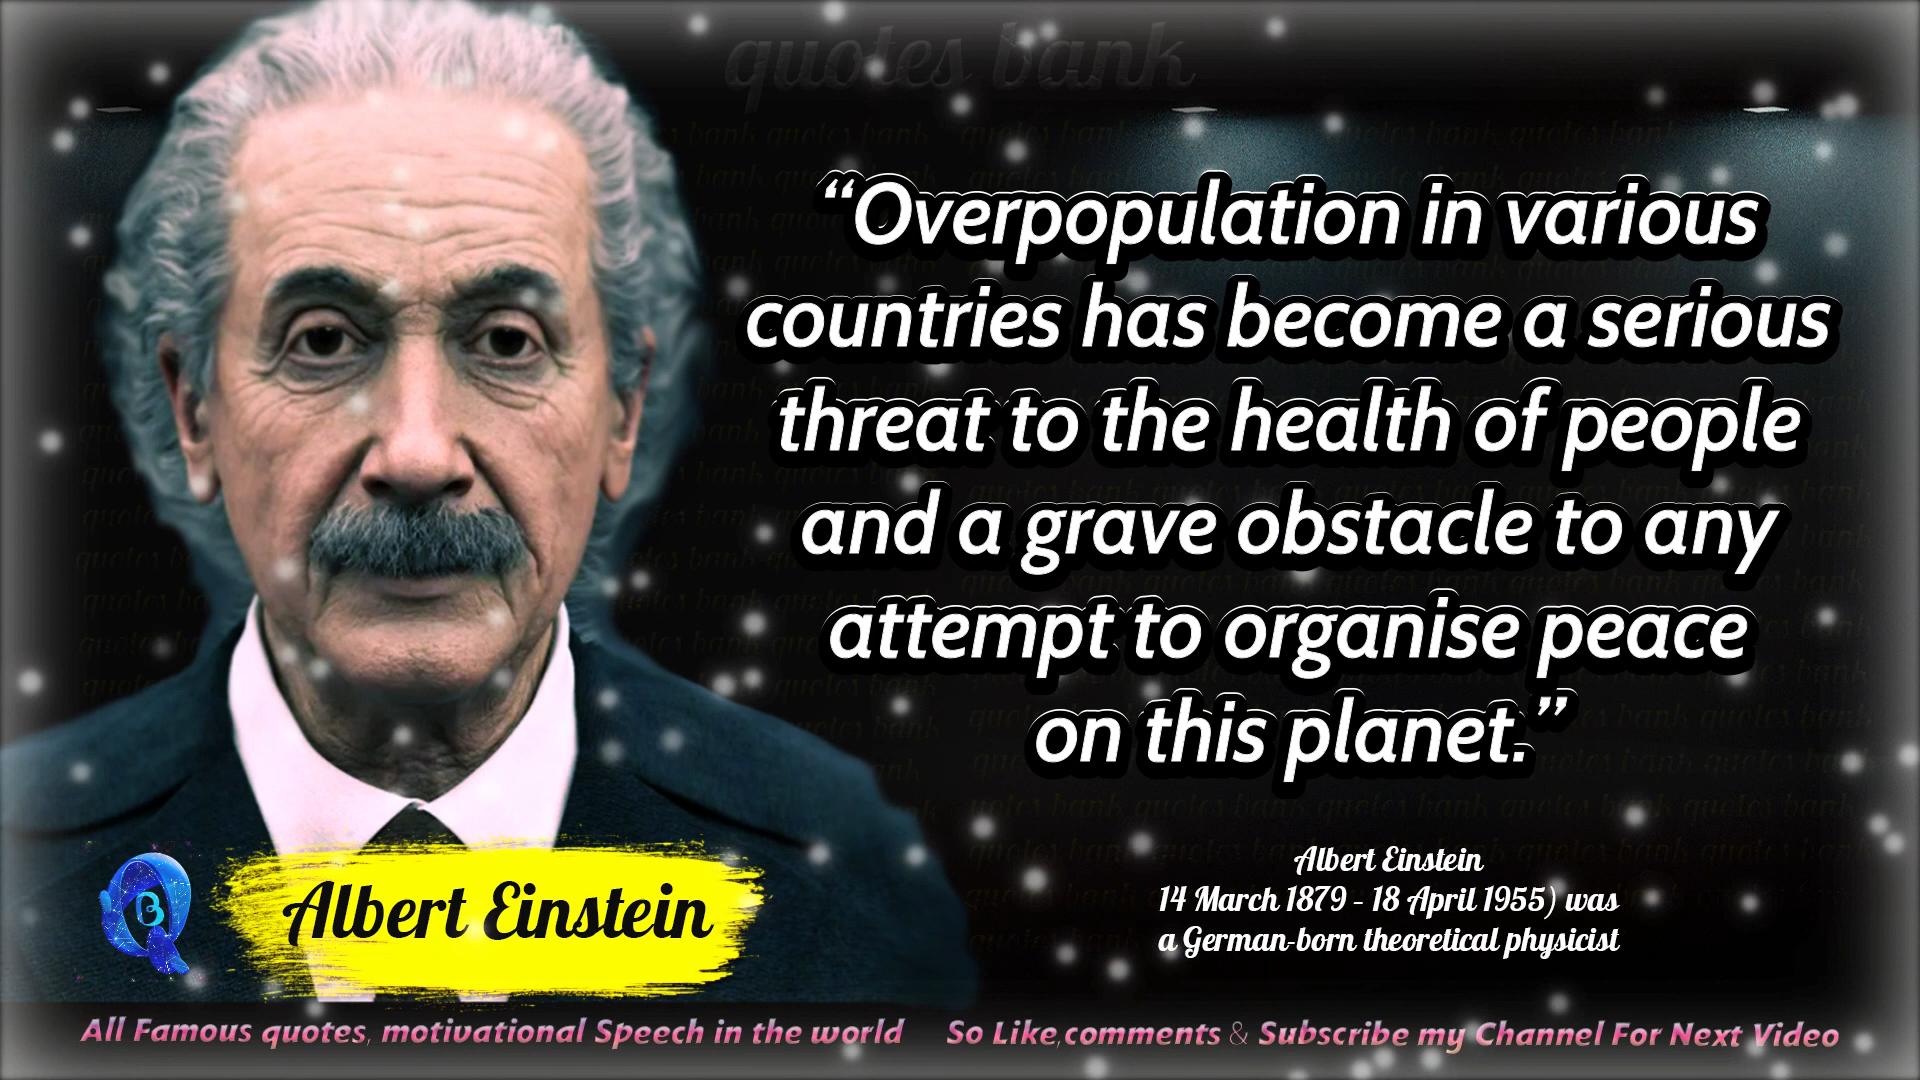 quotes bank
“Overpopulation in various
countries has become a serious
threat to the health of people
and a grave obstacle to any
attempt to organise peace
on this planet.”
Albert Einstein
14 March 1879 – 18 April 1955) was
a German-born theoretical physicist
B
Albert Einstein
All Famous quotes, motivational Speech in the world
So Like,comments & Subscribe my Channel For Next Video